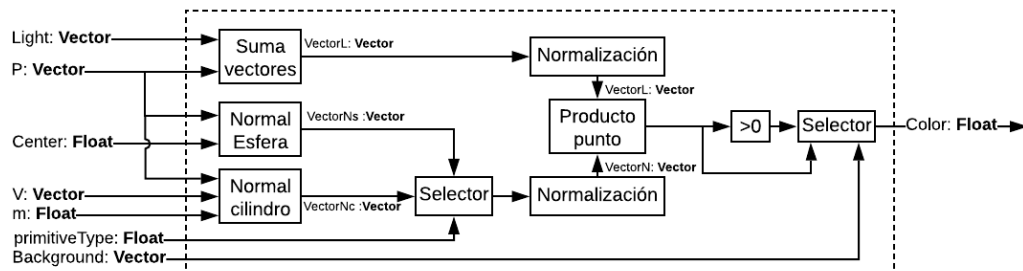 Light: Vector
P: Vector
Center: Float
V: Vector
m: Float
primitiveType: Float
Background: Vector
Suma
vectores
VectorL: Vector
Normal
Esfera
VectorNs :Vector
Normal
cilindro
VectorNc :Vector
Selector
Normalización
VectorL: Vector
Producto
punto
VectorN: Vector
Normalización
>0
Selector
Color: Float